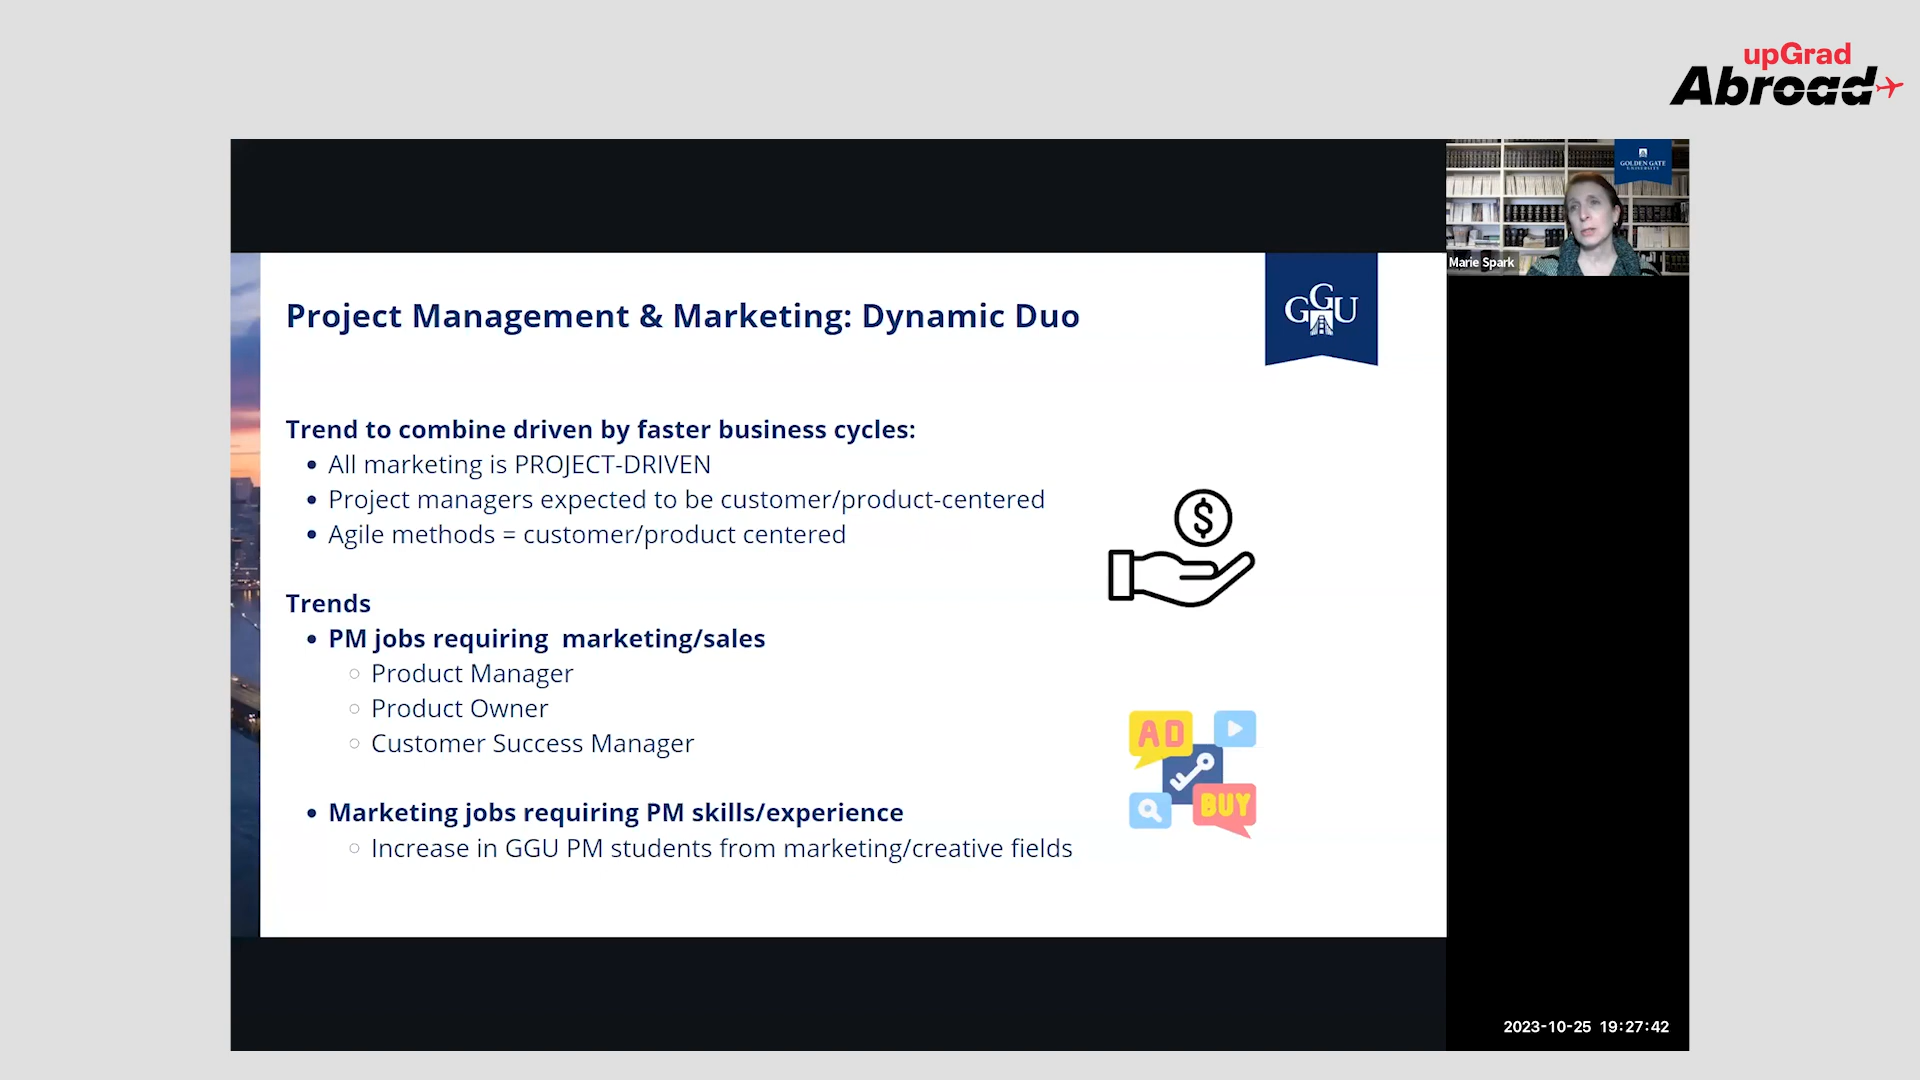 upGrad
Abroad
GOLDEN GATE
UNIVERSITY
Marie Spark
GGU
Project Management & Marketing: Dynamic Duo
Trend to combine driven by faster business cycles:
• All marketing is PROJECT-DRIVEN
• Project managers expected to be customer/product-centered
• Agile methods = customer/product centered
Trends
• PM jobs requiring  marketing/sales
○ Product Manager
○ Product Owner
○ Customer Success Manager
• Marketing jobs requiring PM skills/experience
○ Increase in GGU PM students from marketing/creative fields
AD
BUY
2023-10-25 19:27:42